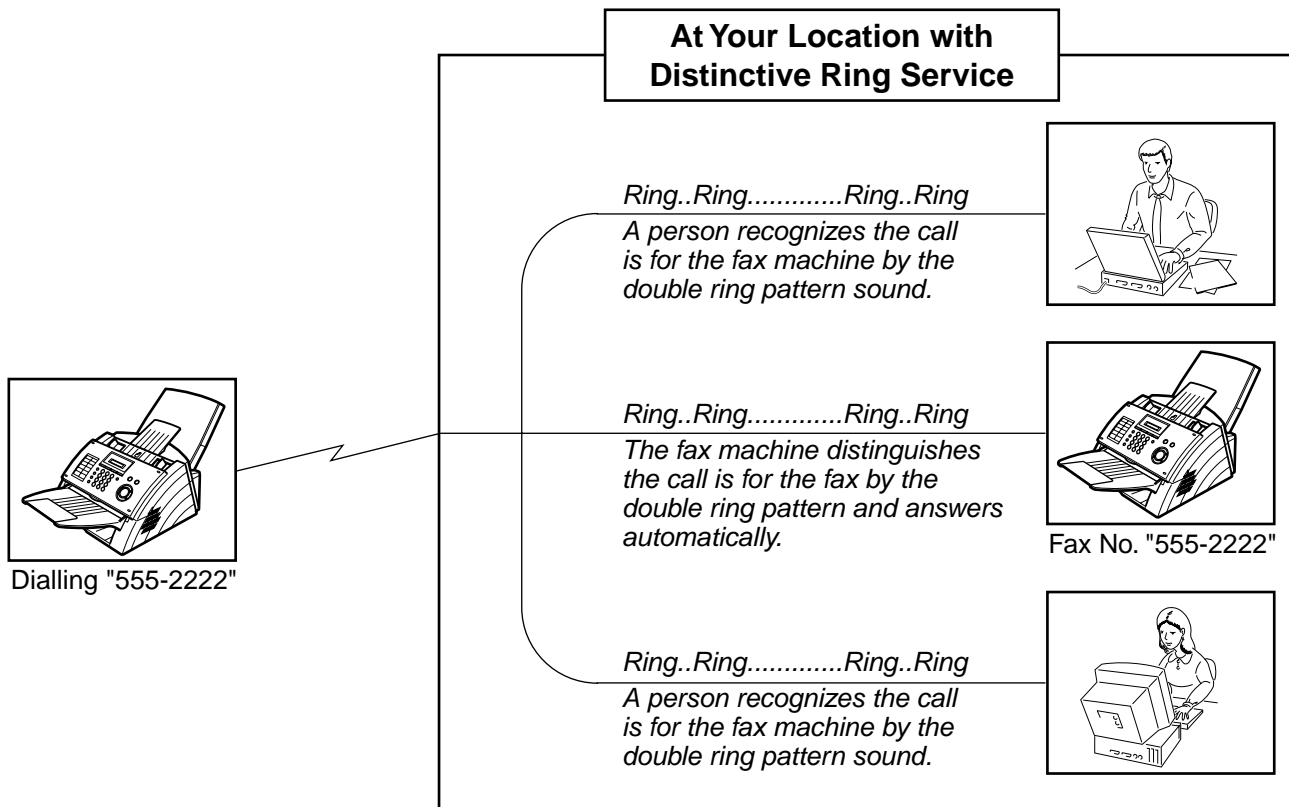 At Your Location with
Distinctive Ring Service
Ring..Ring.............Ring..Ring
A person recognizes the call
is for the fax machine by the
double ring pattern sound.
Ring..Ring.............Ring..Ring
The fax machine distinguishes
the call is for the fax by the
double ring pattern and answers
automatically.
Fax No. "555-2222"
Dialling "555-2222"
Ring..Ring.............Ring..Ring
A person recognizes the call
is for the fax machine by the
double ring pattern sound.